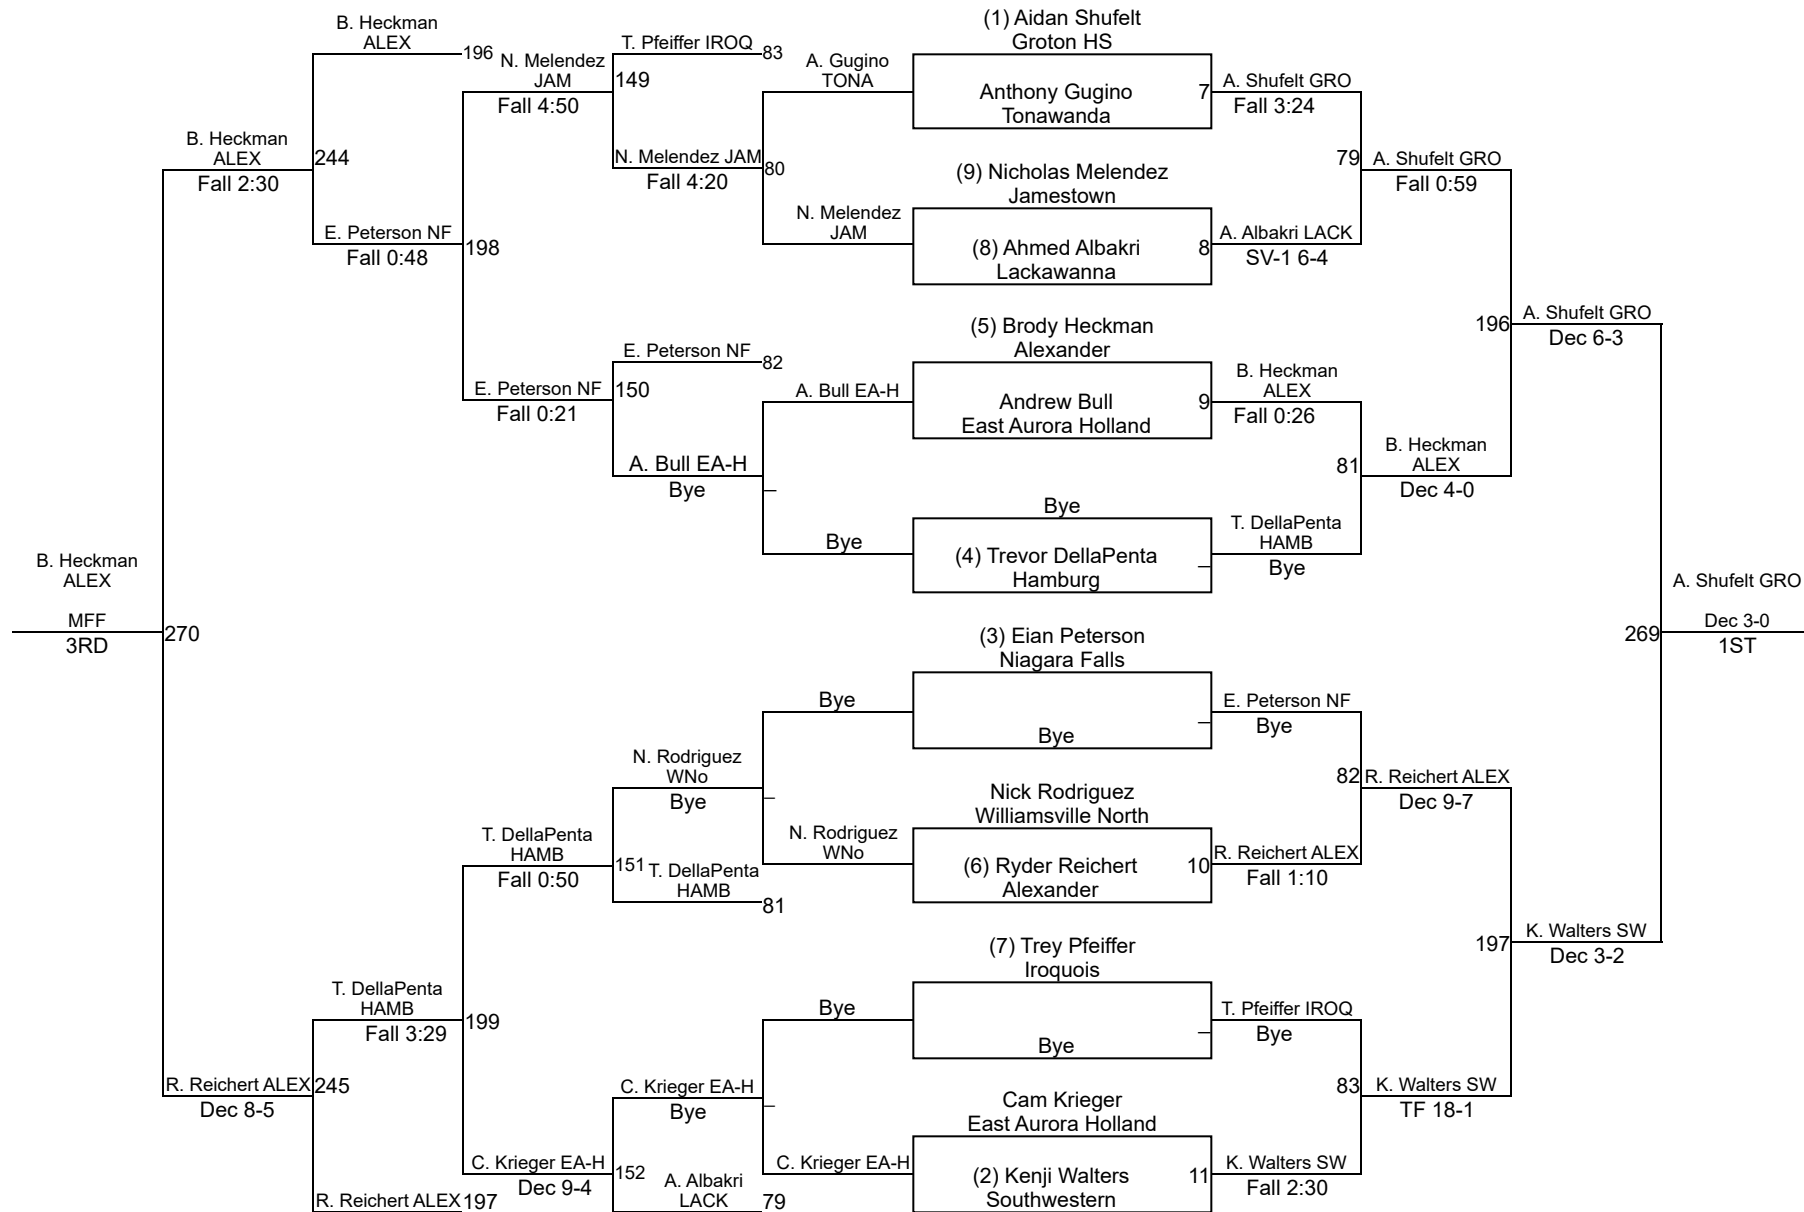 B. Heckman
ALEX
196
N. Melendez
JAM
Fall 4:50
T. Pfeiffer IROQ
83
149
N. Melendez JAM
Fall 4:20
80
A. Gugino
TONA
N. Melendez
JAM
(1) Aidan Shufelt
Groton HS
Anthony Gugino
Tonawanda
7
A. Shufelt GRO
Fall 3:24
(9) Nicholas Melendez
Jamestown
(8) Ahmed Albakri
Lackawanna
8
A. Albakri LACK
SV-1 6-4
79
A. Shufelt GRO
Fall 0:59
B. Heckman
ALEX
Fall 2:30
244
E. Peterson NF
Fall 0:48
198
E. Peterson NF
Fall 0:21
150
E. Peterson NF
82
A. Bull EA-H
Bye
A. Bull EA-H
Bye
(5) Brody Heckman
Alexander
Andrew Bull
East Aurora Holland
9
B. Heckman
ALEX
Fall 0:26
Bye
(4) Trevor DellaPenta
Hamburg
T. DellaPenta
HAMB
Bye
81
B. Heckman
ALEX
Dec 4-0
196
A. Shufelt GRO
Dec 6-3
B. Heckman
ALEX
MFF
3RD
270
A. Shufelt GRO
Dec 3-0
1ST
269
(3) Eian Peterson
Niagara Falls
Bye
Bye
E. Peterson NF
Bye
N. Rodriguez
WNo
Bye
N. Rodriguez
WNo
Nick Rodriguez
Williamsville North
(6) Ryder Reichert
Alexander
10
R. Reichert ALEX
Fall 1:10
82
R. Reichert ALEX
Dec 9-7
T. DellaPenta
HAMB
Fall 0:50
151
T. DellaPenta
HAMB
81
197
K. Walters SW
Dec 3-2
T. DellaPenta
HAMB
Fall 3:29
199
(7) Trey Pfeiffer
Iroquois
Bye
Bye
T. Pfeiffer IROQ
Bye
R. Reichert ALEX
Dec 8-5
245
C. Krieger EA-H
Bye
C. Krieger EA-H
Cam Krieger
East Aurora Holland
(2) Kenji Walters
Southwestern
11
K. Walters SW
Fall 2:30
83
K. Walters SW
TF 18-1
C. Krieger EA-H
Dec 9-4
152
A. Albakri
LACK
79
R. Reichert ALEX
197